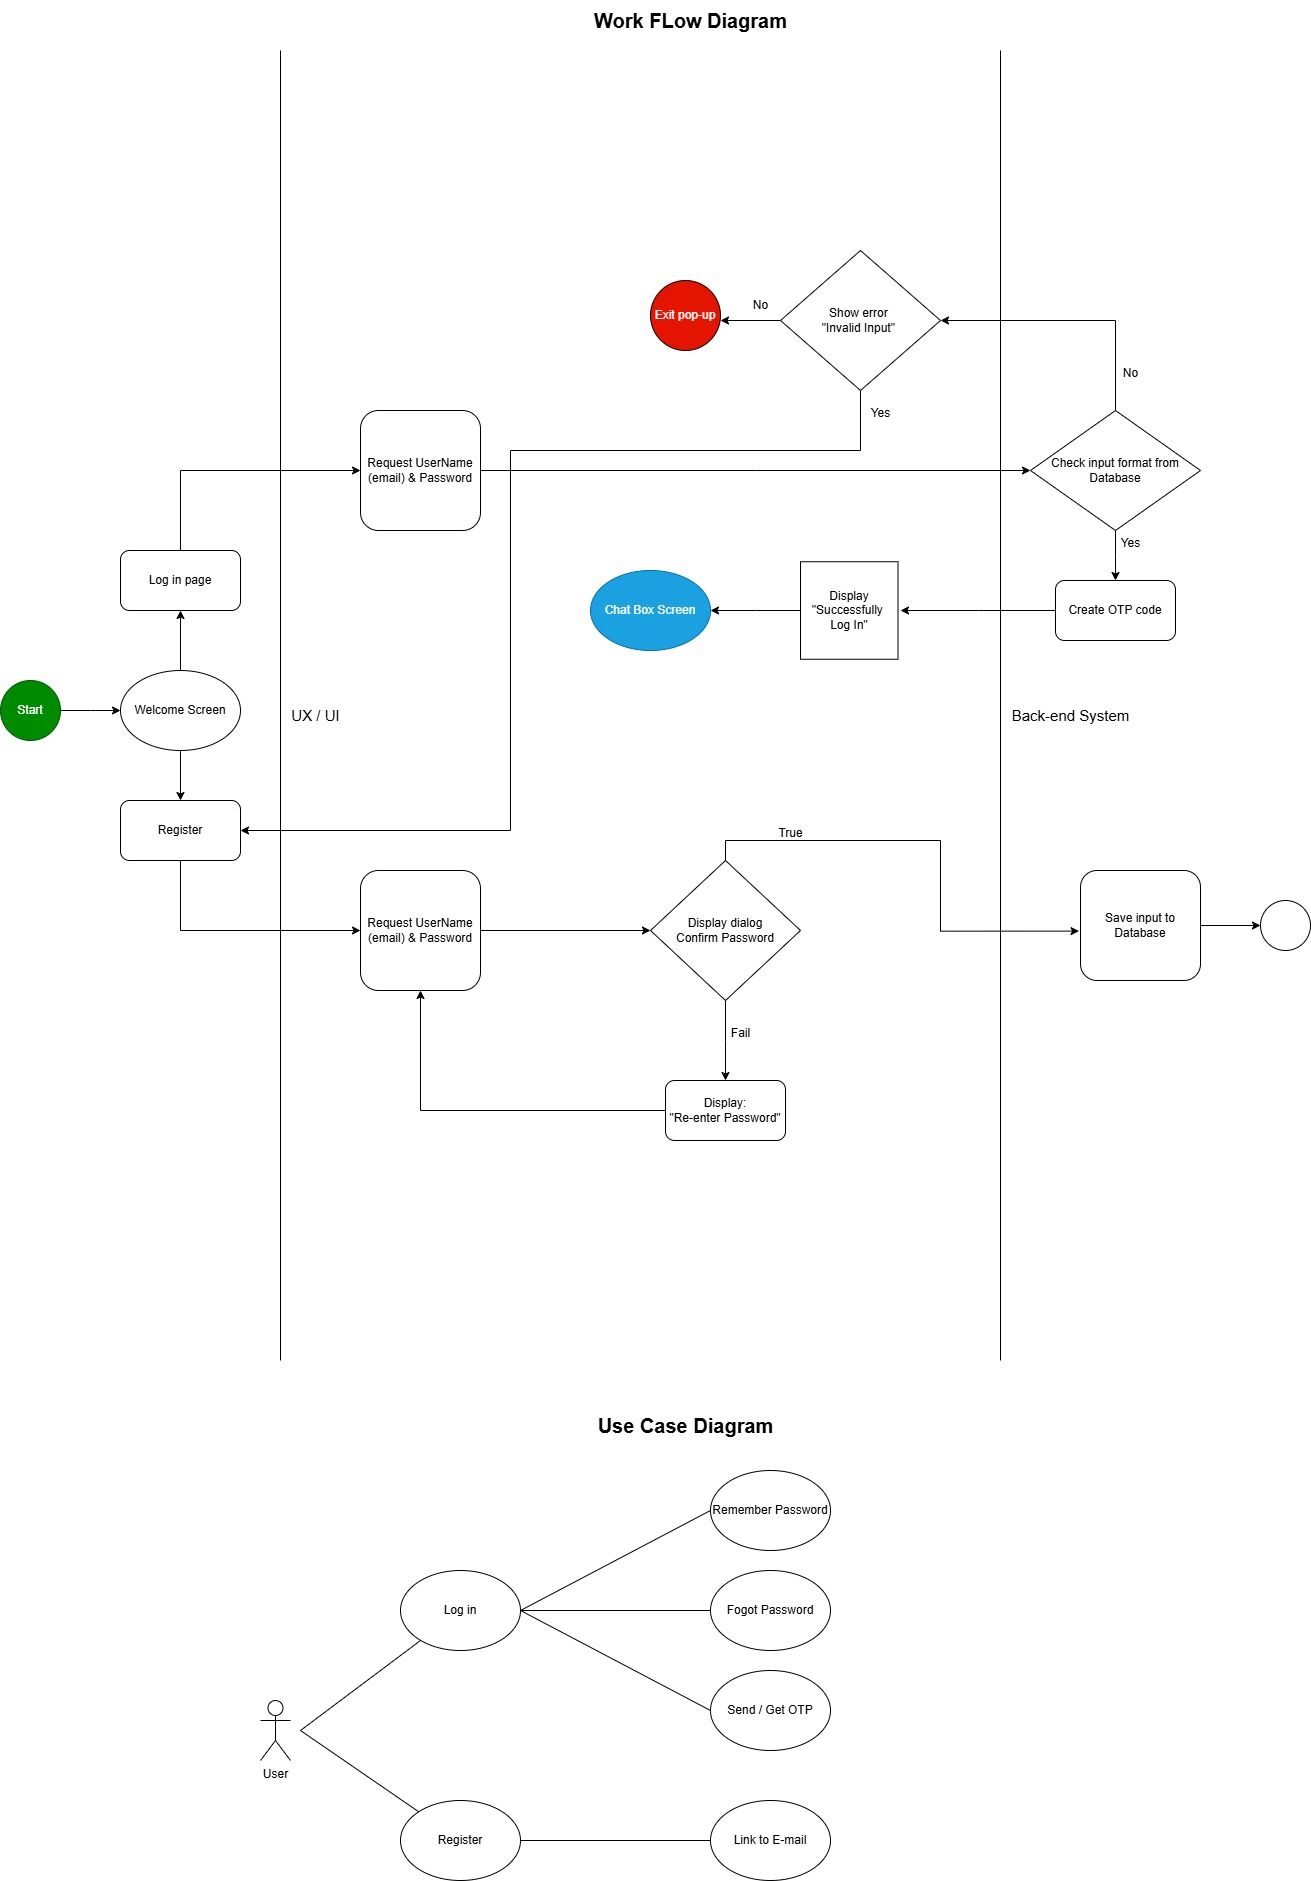 Work FLow Diagram
Exit pop-up
No
Show error
"Invalid Input"
No
Yes
Request UserName
(email) & Password
Check input format from
Database
Yes
Log in page
Chat Box Screen
Display
"Successfully
Log In"
Create OTP code
Start
Welcome Screen
UX / UI
Back-end System
Register
True
Request UserName
(email) & Password
Display dialog
Confirm Password
Save input to
Database
Fail
Display:
"Re-enter Password"
Use Case Diagram
Remember Password
Log in
Fogot Password
Send / Get OTP
User
Register
Link to E-mail